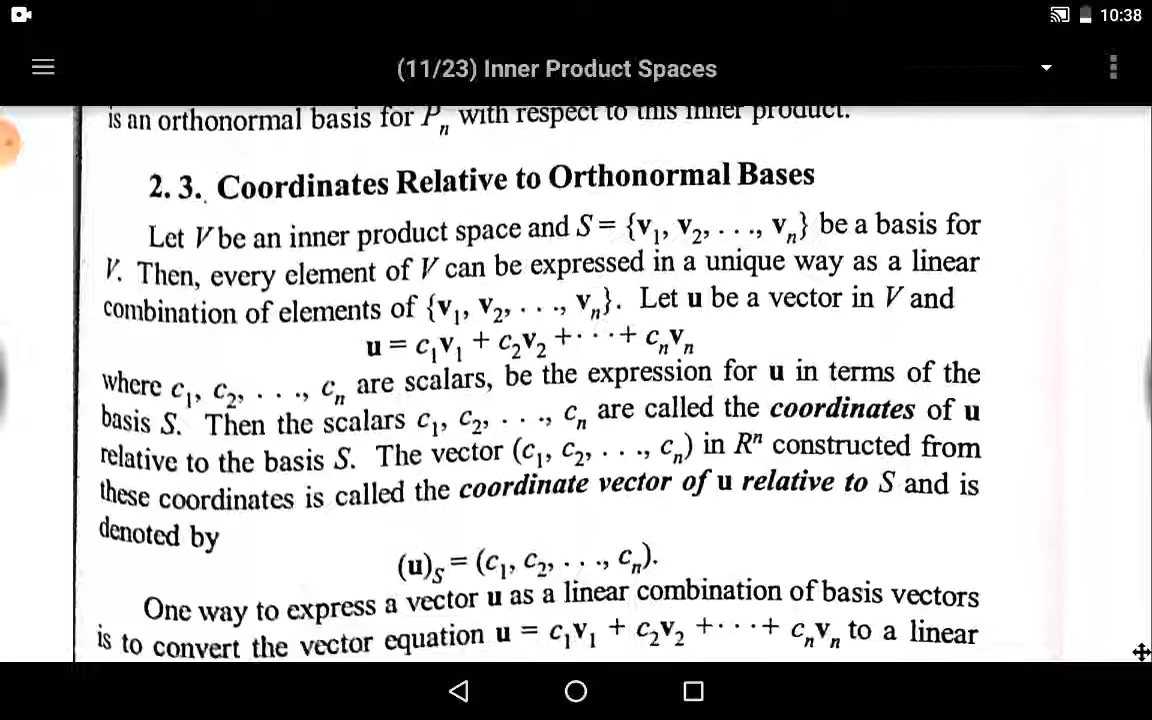 10:38
(11/23) Inner Product Spaces
is an orthonormal basis for Pₙ with respect to this inner product.
2. 3. Coordinates Relative to Orthonormal Bases
Let V be an inner product space and S = {v₁, v₂, . . ., vₙ} be a basis for
V. Then, every element of V can be expressed in a unique way as a linear
combination of elements of {v₁, v₂, . . ., vₙ}. Let u be a vector in V and
u = c₁v₁ + c₂v₂ + · · · + cₙvₙ
where c₁, c₂, . . ., cₙ are scalars, be the expression for u in terms of the
basis S. Then the scalars c₁, c₂, . . ., cₙ are called the coordinates of u
relative to the basis S. The vector (c₁, c₂, . . ., cₙ) in Rⁿ constructed from
these coordinates is called the coordinate vector of u relative to S and is
denoted by
(u)ₛ = (c₁, c₂, . . ., cₙ).
One way to express a vector u as a linear combination of basis vectors
is to convert the vector equation u = c₁v₁ + c₂v₂ + · · · + cₙvₙ to a linear